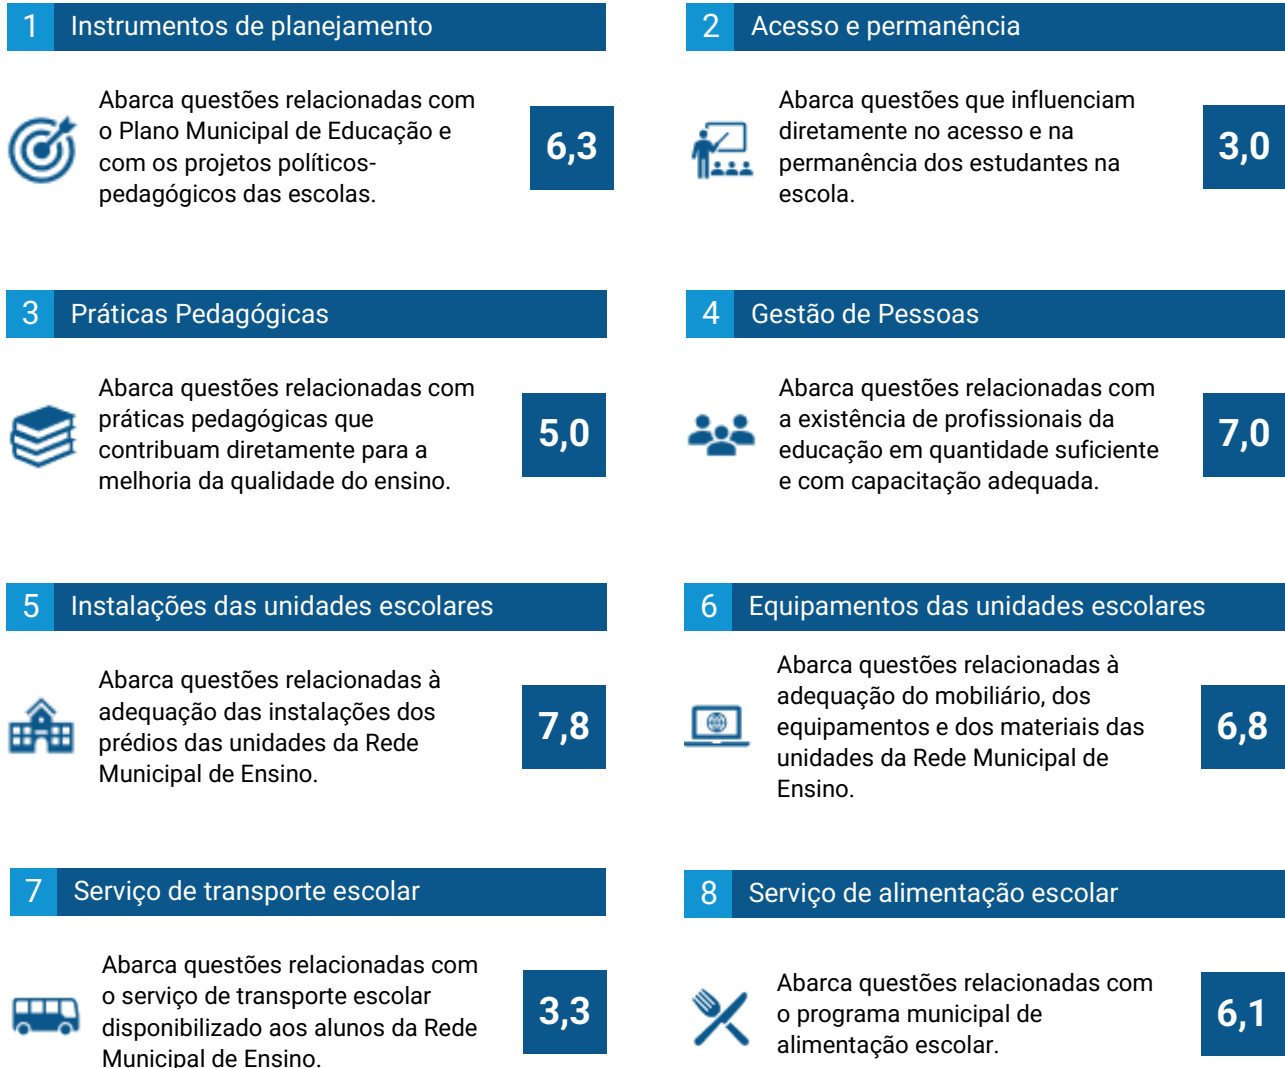 1 Instrumentos de planejamento
Abarca questões relacionadas com
o Plano Municipal de Educação e
com os projetos políticos-
pedagógicos das escolas.
6,3
2 Acesso e permanência
Abarca questões que influenciam
diretamente no acesso e na
permanência dos estudantes na
escola.
3,0
3 Práticas Pedagógicas
Abarca questões relacionadas com
práticas pedagógicas que
contribuam diretamente para a
melhoria da qualidade do ensino.
5,0
4 Gestão de Pessoas
Abarca questões relacionadas com
a existência de profissionais da
educação em quantidade suficiente
e com capacitação adequada.
7,0
5 Instalações das unidades escolares
Abarca questões relacionadas à
adequação das instalações dos
prédios das unidades da Rede
Municipal de Ensino.
7,8
6 Equipamentos das unidades escolares
Abarca questões relacionadas à
adequação do mobiliário, dos
equipamentos e dos materiais das
unidades da Rede Municipal de
Ensino.
6,8
7 Serviço de transporte escolar
Abarca questões relacionadas com
o serviço de transporte escolar
disponibilizado aos alunos da Rede
Municipal de Ensino.
3,3
8 Serviço de alimentação escolar
Abarca questões relacionadas com
o programa municipal de
alimentação escolar.
6,1